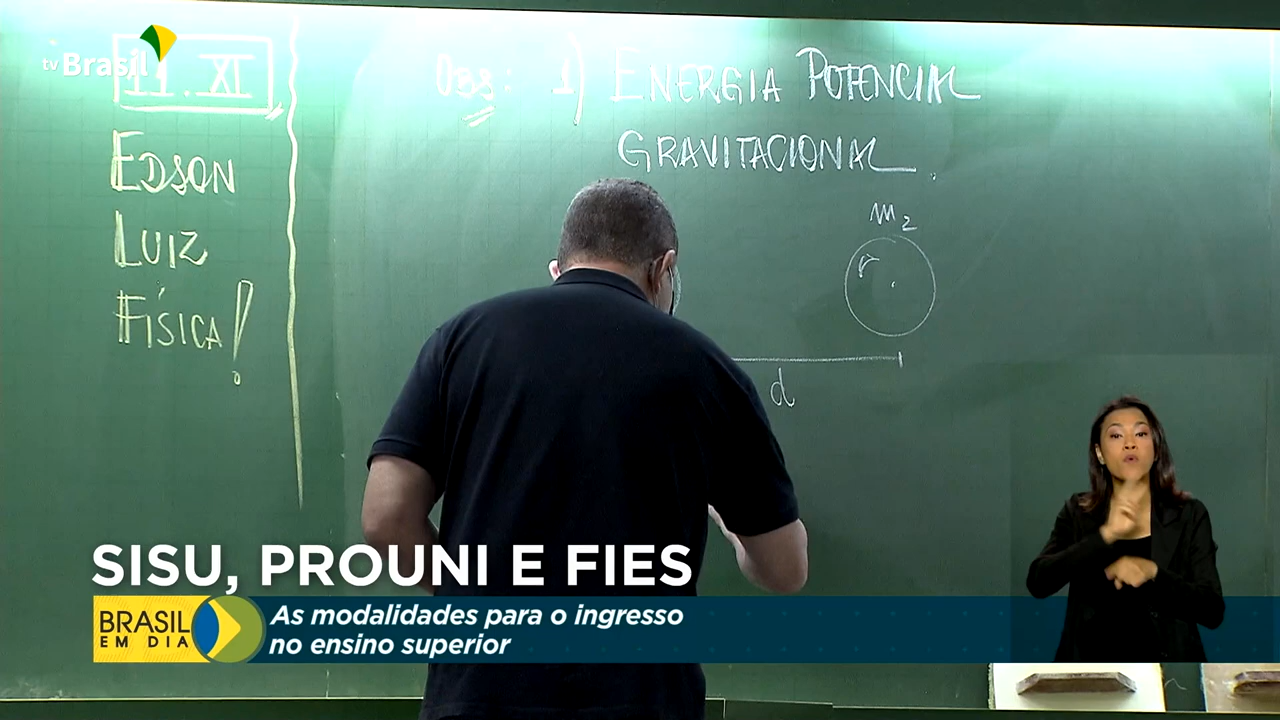 tv Brasil
11. XI
EDSON
LUIZ
FÍSICA!
OBS: 1) ENERGIA POTENCIAL
GRAVITACIONAL
m2
r
d
SISU, PROUNI E FIES
BRASIL
EM DIA
As modalidades para o ingresso
no ensino superior